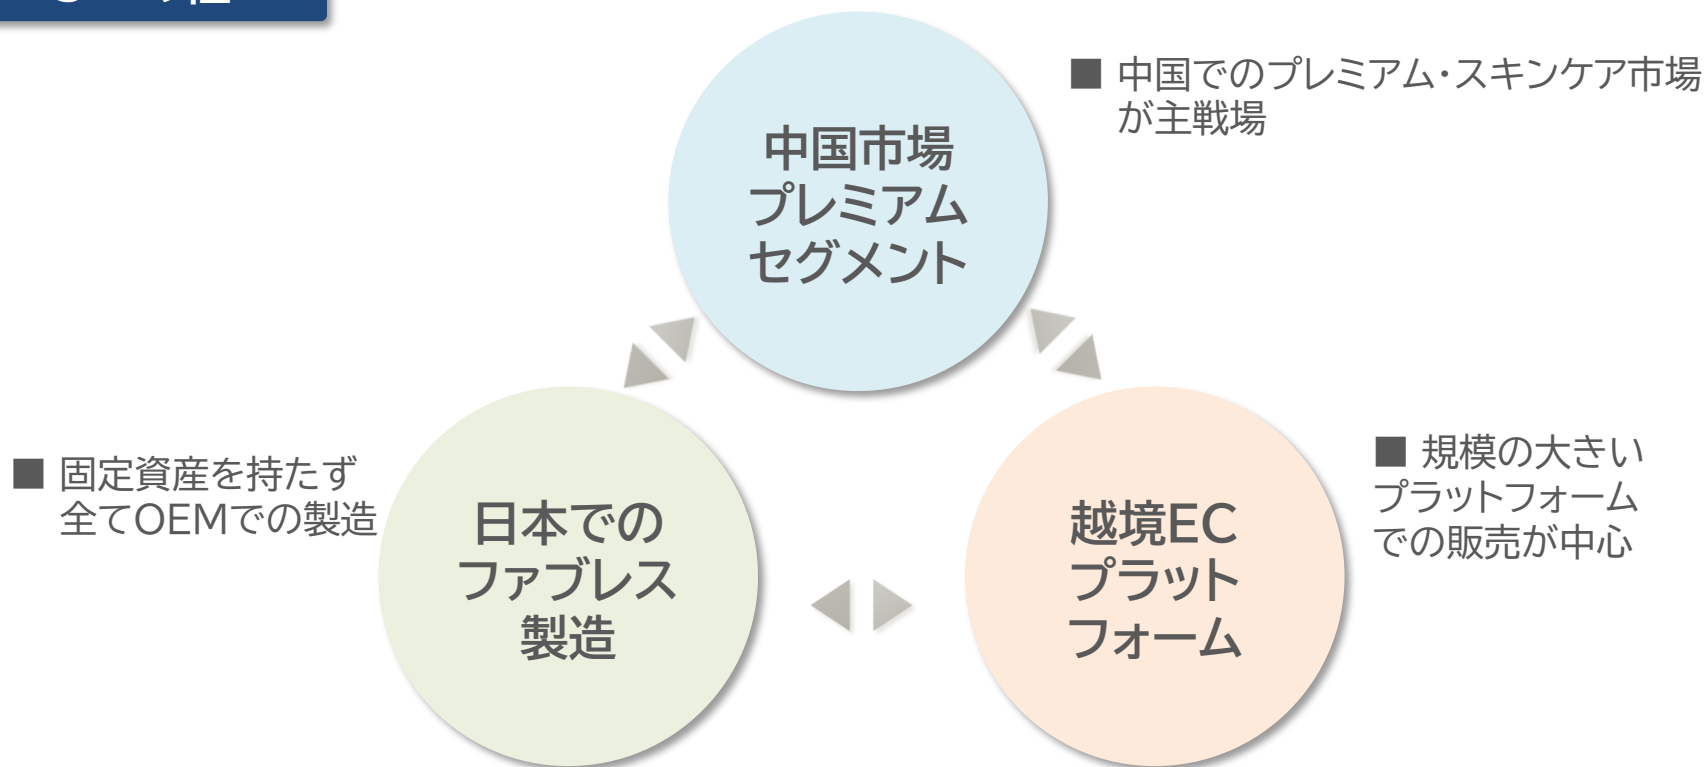 ■ 中国でのプレミアム・スキンケア市場
が主戦場
中国市場
プレミアム
セグメント
■ 固定資産を持たず
全てOEMでの製造
日本での
ファブレス
製造
越境EC
プラット
フォーム
■ 規模の大きい
プラットフォーム
での販売が中心